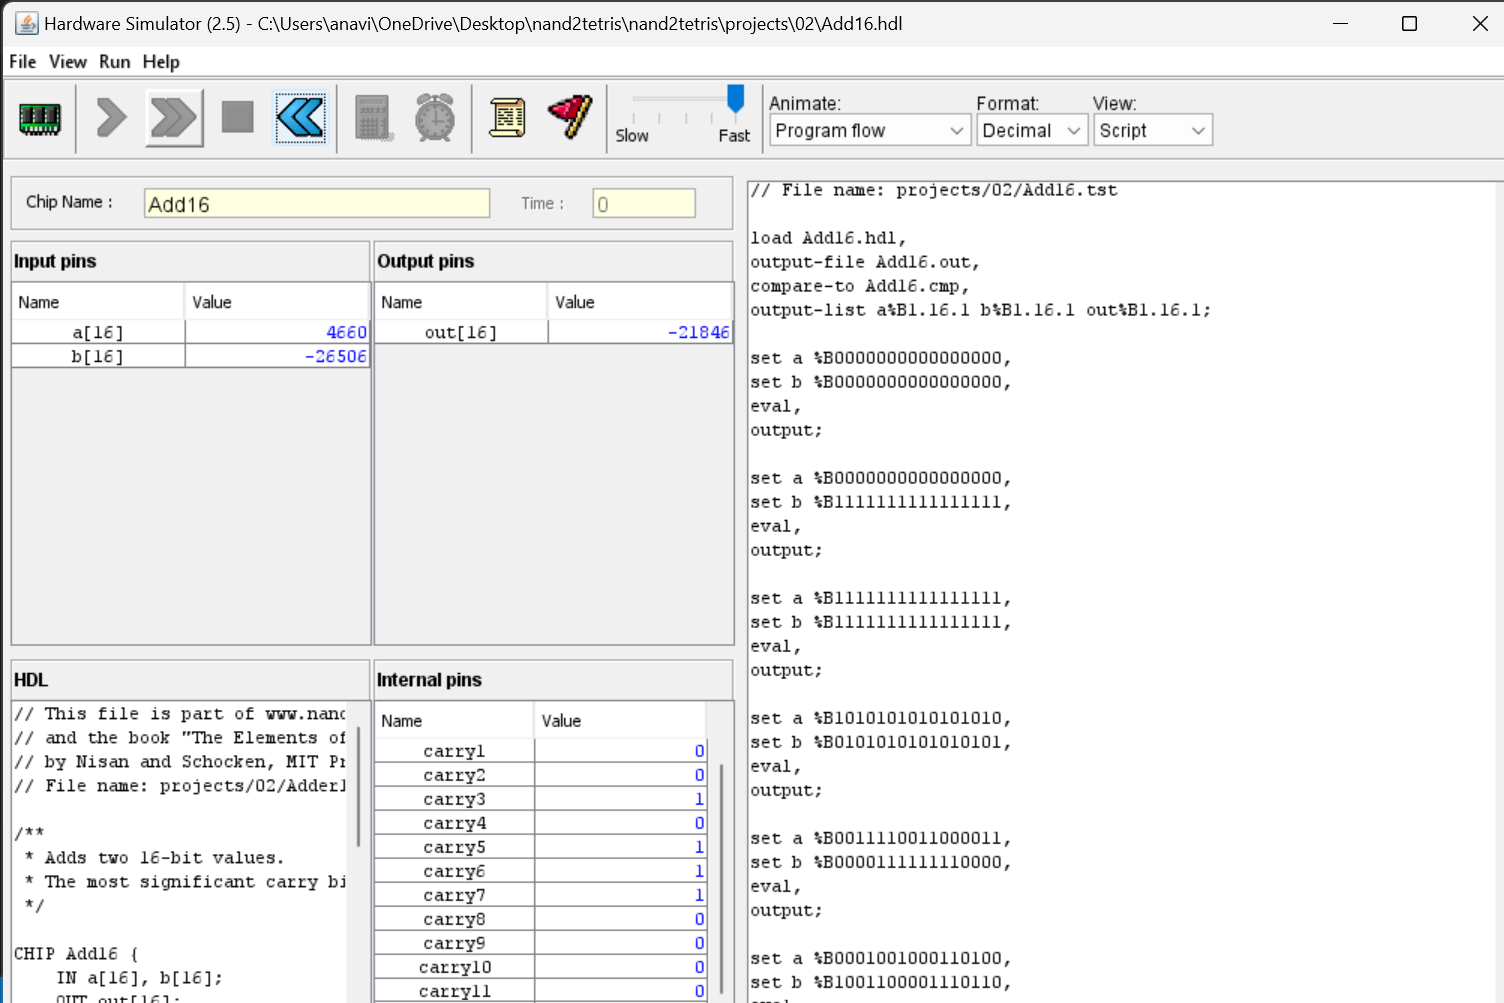 Hardware Simulator (2.5) - C:\Users\anavi\OneDrive\Desktop\nand2tetris\nand2tetris\projects\02\Add16.hdl
File View Run Help
Slow Fast
Animate: Format: View:
Program flow Decimal Script
Chip Name : Add16 Time : 0
Input pins
Name Value
a[16] 4660
b[16] -26506
Output pins
Name Value
out[16] -21846
HDL
// This file is part of www.nand
// and the book "The Elements of
// by Nisan and Schocken, MIT Pr
// File name: projects/02/Adder1
/**
* Adds two 16-bit values.
* The most significant carry bi
*/
CHIP Add16 {
IN a[16], b[16];
OUT out[16];
Internal pins
Name Value
carry1 0
carry2 0
carry3 1
carry4 0
carry5 1
carry6 1
carry7 1
carry8 0
carry9 0
carry10 0
carry11 0
// File name: projects/02/Add16.tst
load Add16.hdl,
output-file Add16.out,
compare-to Add16.cmp,
output-list a%B1.16.1 b%B1.16.1 out%B1.16.1;
set a %B0000000000000000,
set b %B0000000000000000,
eval,
output;
set a %B0000000000000000,
set b %B1111111111111111,
eval,
output;
set a %B1111111111111111,
set b %B1111111111111111,
eval,
output;
set a %B1010101010101010,
set b %B0101010101010101,
eval,
output;
set a %B0011110011000011,
set b %B0000111111110000,
eval,
output;
set a %B0001001000110100,
set b %B1001100001110110,